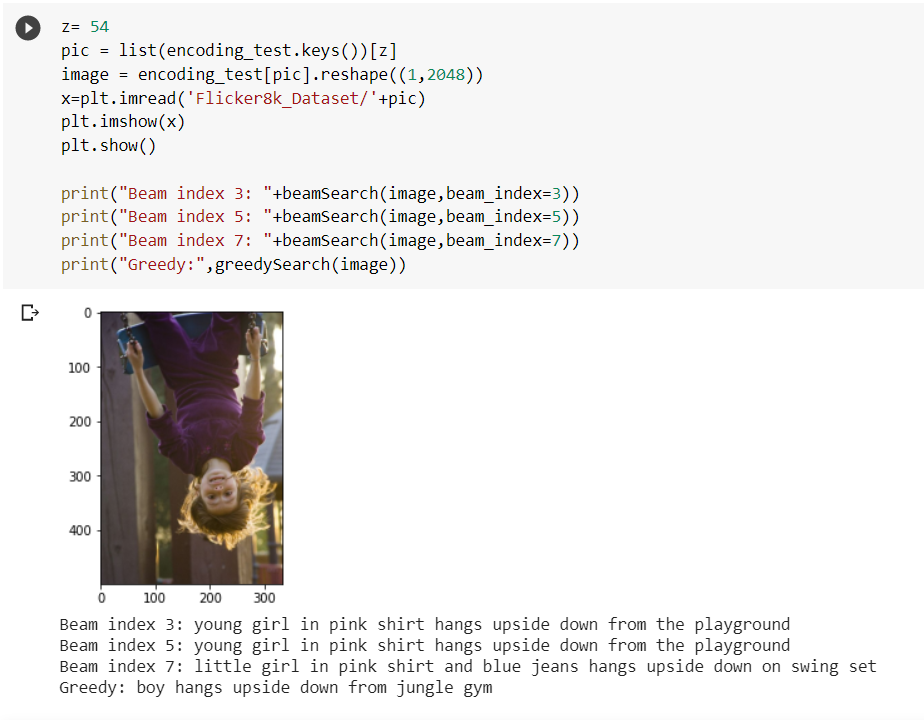 z= 54
pic = list(encoding_test.keys())[z]
image = encoding_test[pic].reshape((1,2048))
x=plt.imread('Flicker8k_Dataset/'+pic)
plt.imshow(x)
plt.show()
print("Beam index 3: "+beamSearch(image,beam_index=3))
print("Beam index 5: "+beamSearch(image,beam_index=5))
print("Beam index 7: "+beamSearch(image,beam_index=7))
print("Greedy:",greedySearch(image))
0
100
200
300
400
0 100 200 300
Beam index 3: young girl in pink shirt hangs upside down from the playground
Beam index 5: young girl in pink shirt hangs upside down from the playground
Beam index 7: little girl in pink shirt and blue jeans hangs upside down on swing set
Greedy: boy hangs upside down from jungle gym